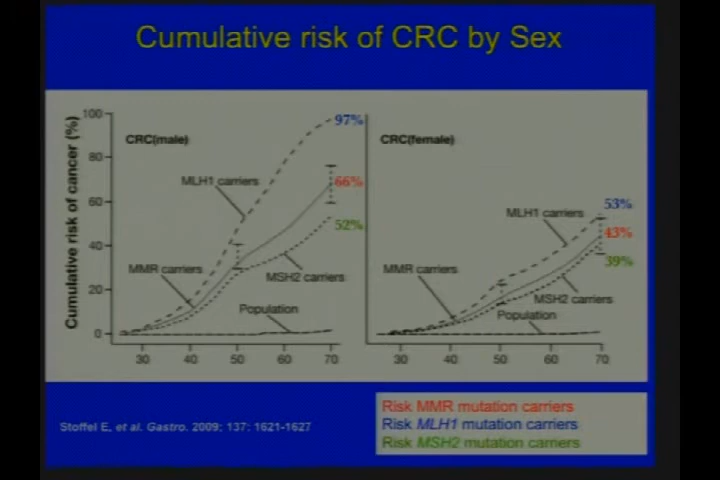 Cumulative risk of CRC by Sex
Cumulative risk of cancer (%)
100
80
60
40
20
0
CRC(male)
MLH1 carriers
MMR carriers
MSH2 carriers
Population
97%
66%
52%
30 40 50 60 70
CRC(female)
MLH1 carriers
MMR carriers
MSH2 carriers
Population
53%
43%
39%
30 40 50 60 70
Stoffel E, et al. Gastro. 2009; 137: 1621-1627
Risk MMR mutation carriers
Risk MLH1 mutation carriers
Risk MSH2 mutation carriers